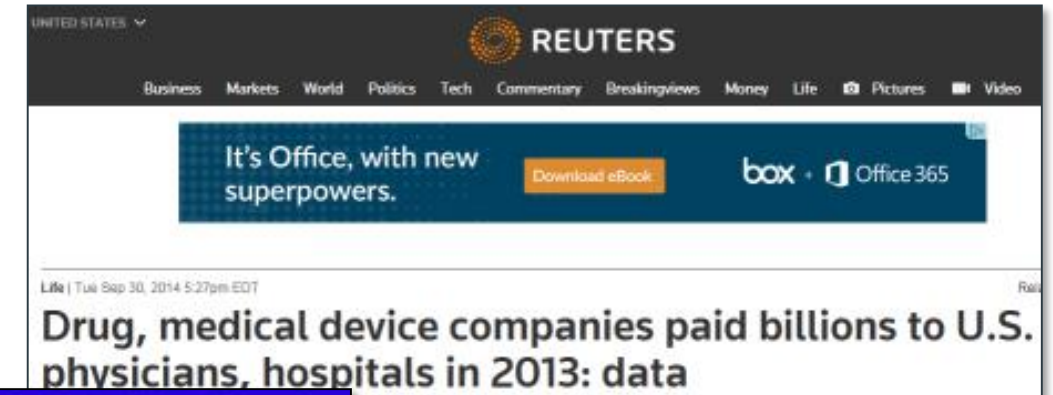 UNITED STATES
REUTERS
Business Markets World Politics Tech Commentary Breakingviews Money Life Pictures Video
It's Office, with new
superpowers.
Download eBook
box + Office 365
Life | Tue Sep 30, 2014 5:27pm EDT
Drug, medical device companies paid billions to U.S.
physicians, hospitals in 2013: data